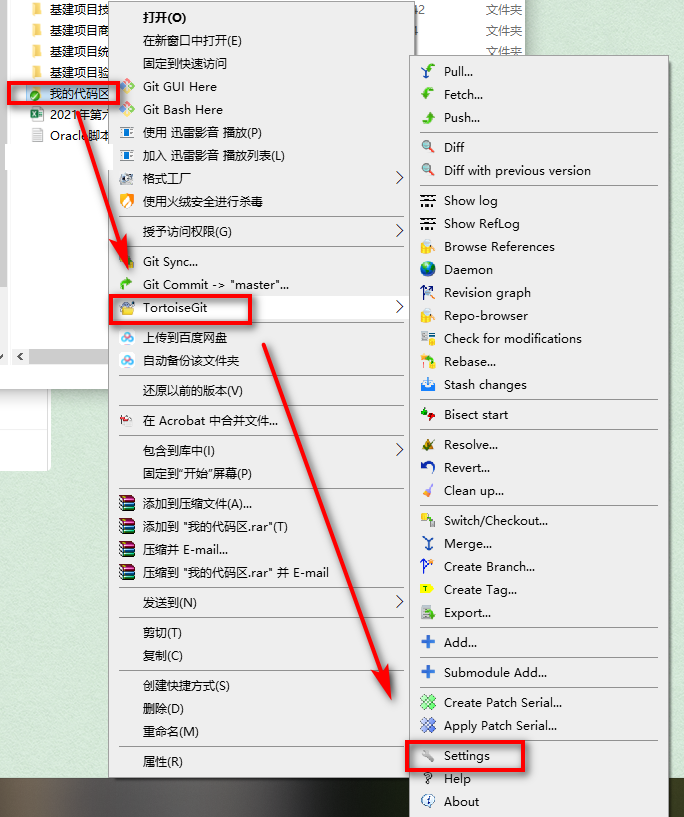 基建项目技
文件夹
基建项目商
文件夹
基建项目统
文件夹
基建项目验
我的代码区
2021年第六
Oracle脚本
打开(O)
在新窗口中打开(E)
固定到快速访问
Git GUI Here
Git Bash Here
使用 迅雷影音 播放(P)
加入 迅雷影音 播放列表(L)
格式工厂
使用火绒安全进行杀毒
授予访问权限(G)
Git Sync...
Git Commit -> "master"...
TortoiseGit
上传到百度网盘
自动备份该文件夹
还原以前的版本(V)
在 Acrobat 中合并文件...
包含到库中(I)
固定到"开始"屏幕(P)
添加到压缩文件(A)...
添加到 "我的代码区.rar"(T)
压缩并 E-mail...
压缩到 "我的代码区.rar" 并 E-mail
发送到(N)
剪切(T)
复制(C)
创建快捷方式(S)
删除(D)
重命名(M)
属性(R)
Pull...
Fetch...
Push...
Diff
Diff with previous version
Show log
Show RefLog
Browse References
Daemon
Revision graph
Repo-browser
Check for modifications
Rebase...
Stash changes
Bisect start
Resolve...
Revert...
Clean up...
Switch/Checkout...
Merge...
Create Branch...
Create Tag...
Export...
Add...
Submodule Add...
Create Patch Serial...
Apply Patch Serial...
Settings
Help
About